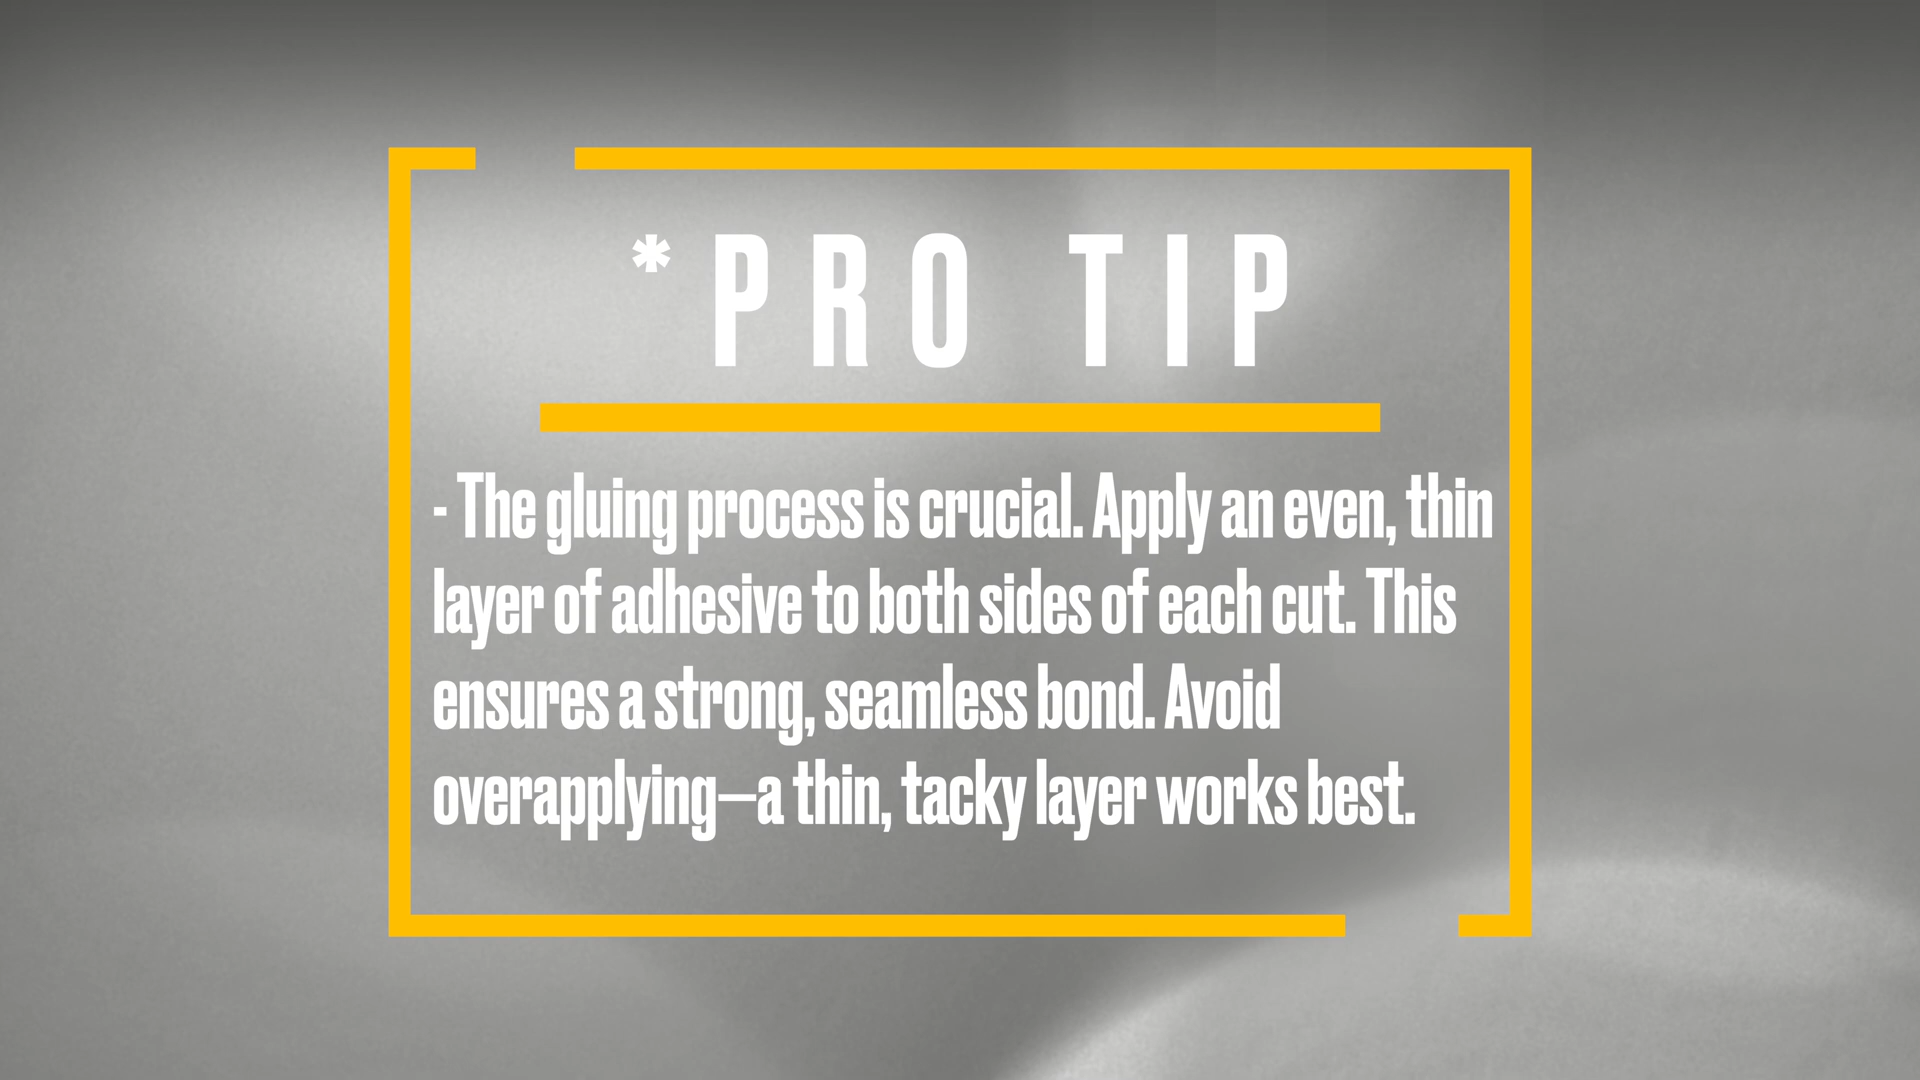 *PRO TIP
- The gluing process is crucial. Apply an even, thin
layer of adhesive to both sides of each cut. This
ensures a strong, seamless bond. Avoid
overapplying—a thin, tacky layer works best.